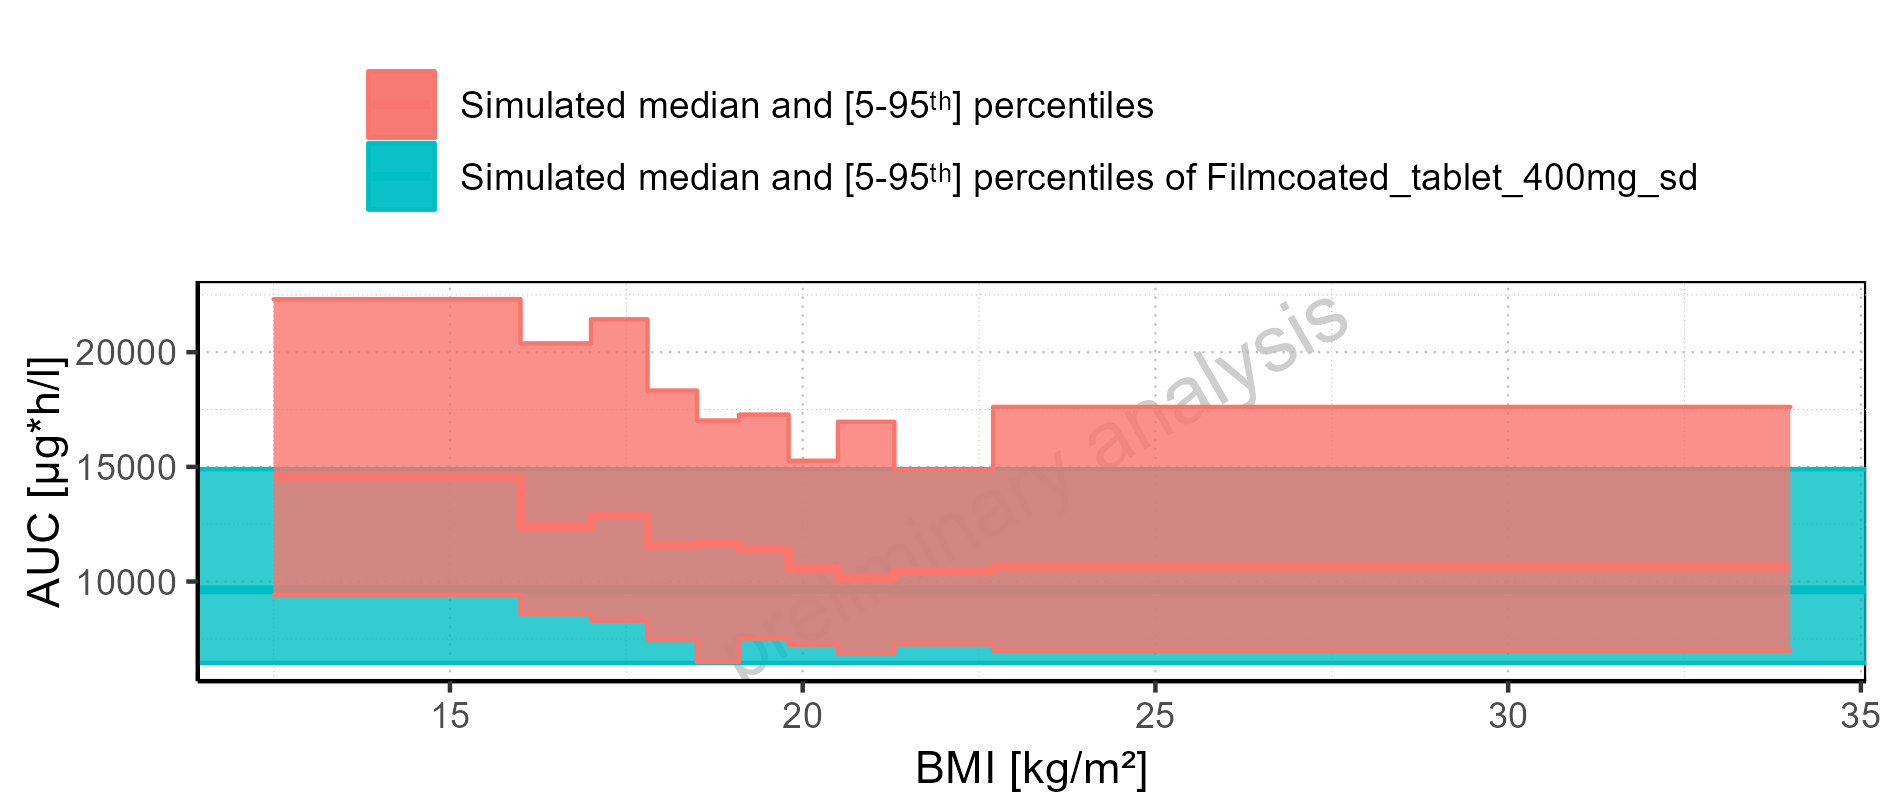 Simulated median and [5-95ᵗʰ] percentiles
Simulated median and [5-95ᵗʰ] percentiles of Filmcoated_tablet_400mg_sd
AUC [µg*h/l]
20000
15000
10000
preliminary analysis
15 20 25 30 35
BMI [kg/m²]